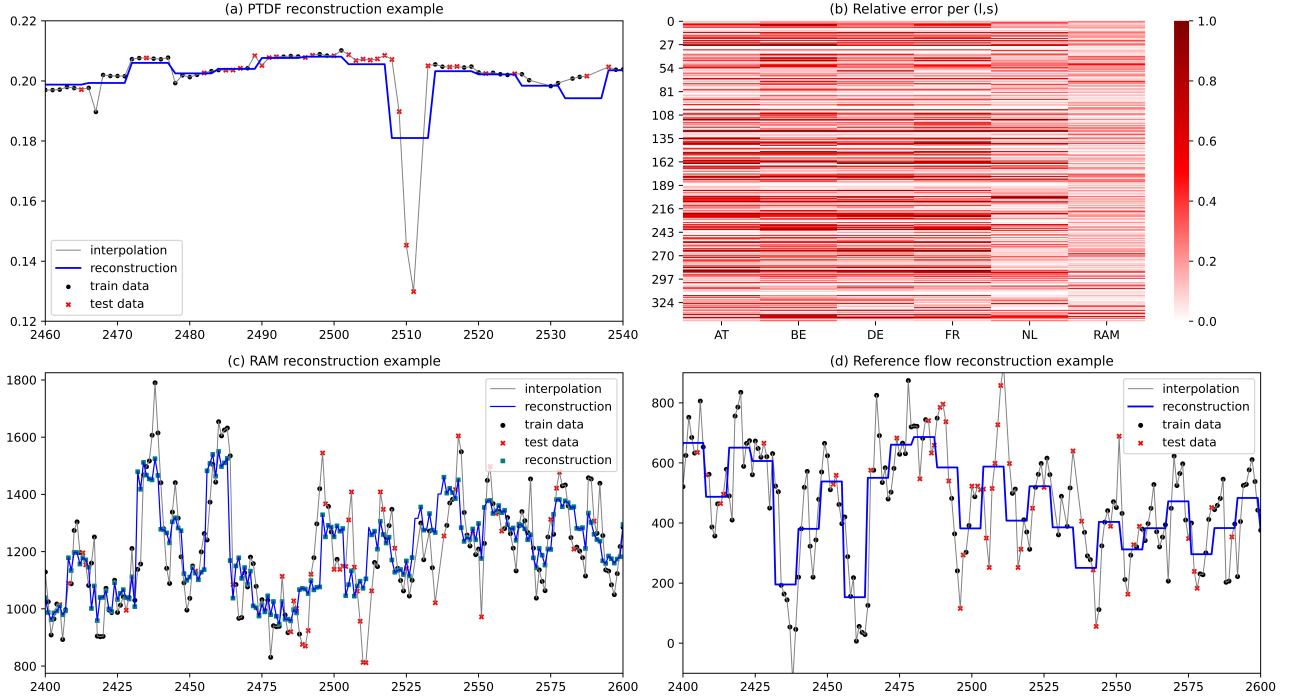 (a) PTDF reconstruction example
0.22
0.20
0.18
0.16
0.14
0.12
interpolation
reconstruction
train data
test data
2460 2470 2480 2490 2500 2510 2520 2530 2540
(b) Relative error per (l,s)
0
27
54
81
108
135
162
189
216
243
270
297
324
AT BE DE FR NL RAM
1.0
0.8
0.6
0.4
0.2
0.0
(c) RAM reconstruction example
1800
1600
1400
1200
1000
800
interpolation
reconstruction
train data
test data
reconstruction
2400 2425 2450 2475 2500 2525 2550 2575 2600
(d) Reference flow reconstruction example
800
600
400
200
0
interpolation
reconstruction
train data
test data
2400 2425 2450 2475 2500 2525 2550 2575 2600